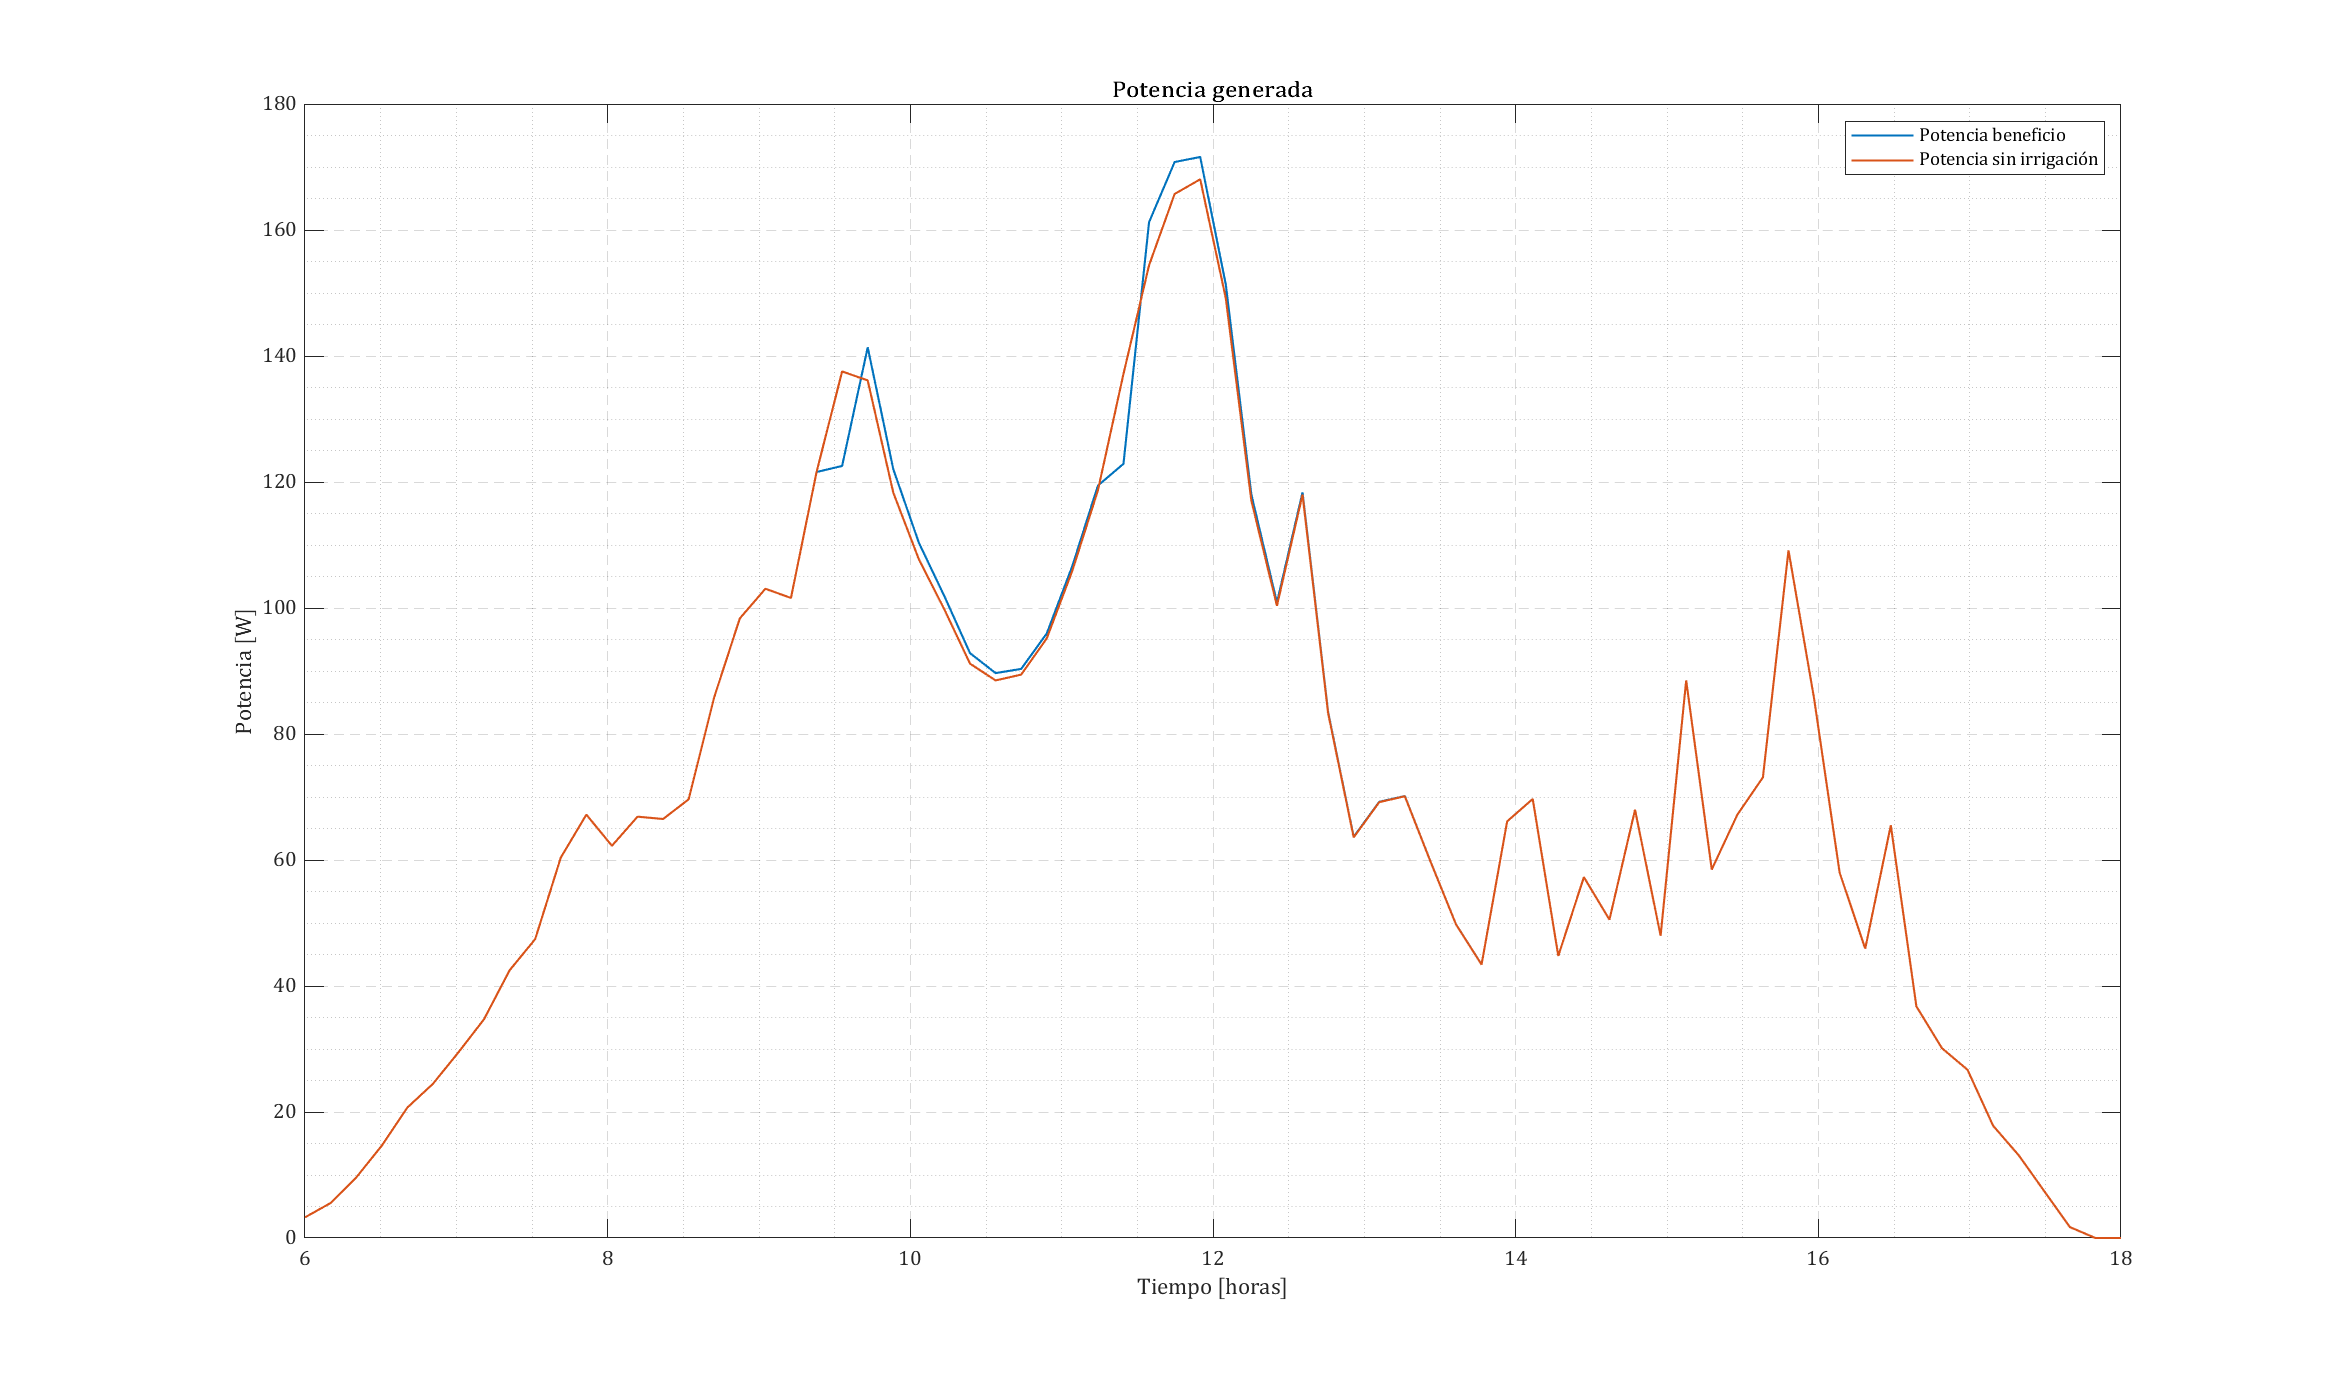 Potencia generada
180
160
140
120
100
80
60
40
20
0
Potencia [W]
Potencia beneficio
Potencia sin irrigación
6 8 10 12 14 16 18
Tiempo [horas]